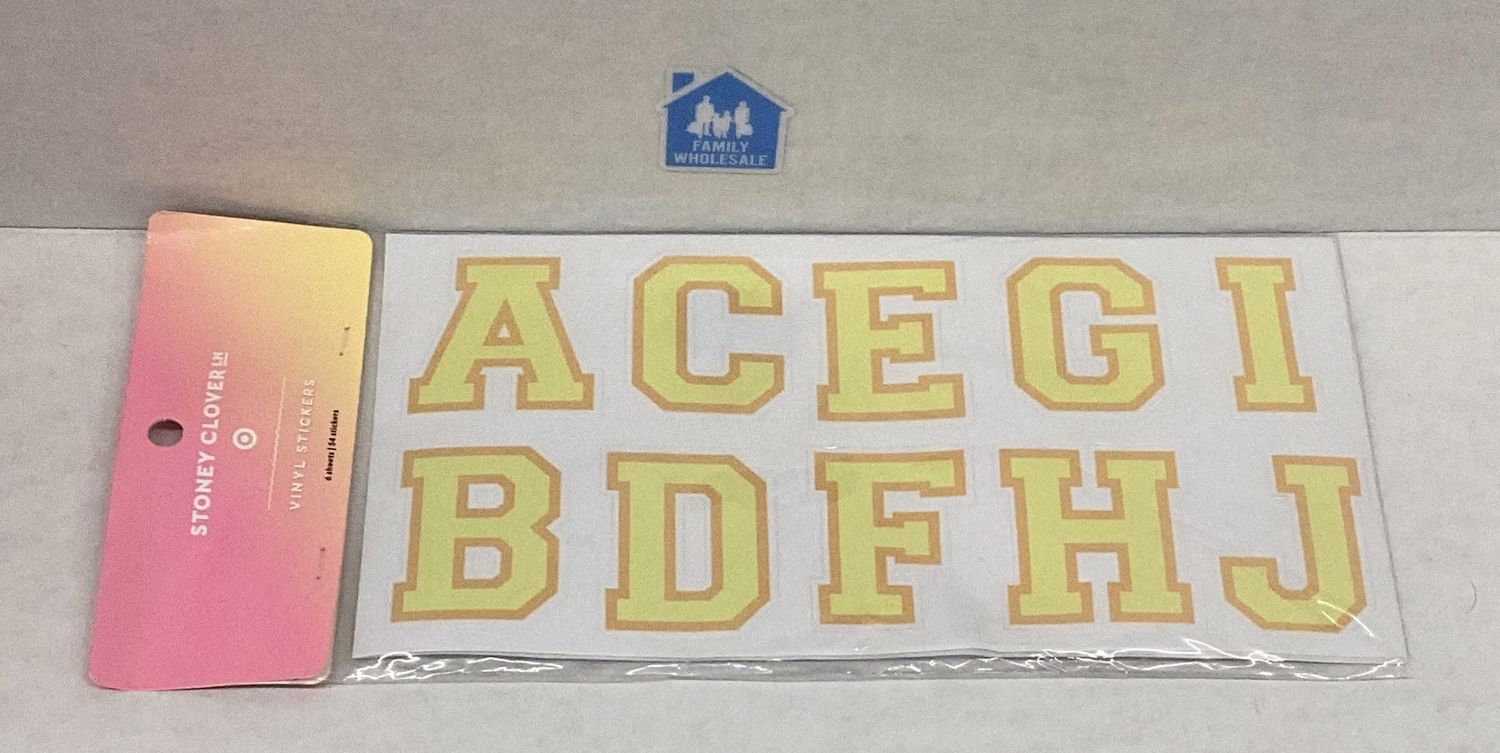 FAMILY
WHOLESALE
STONEY CLOVER LN
VINYL STICKERS
6 sheets | 54 stickers
A C E G I
B D F H J